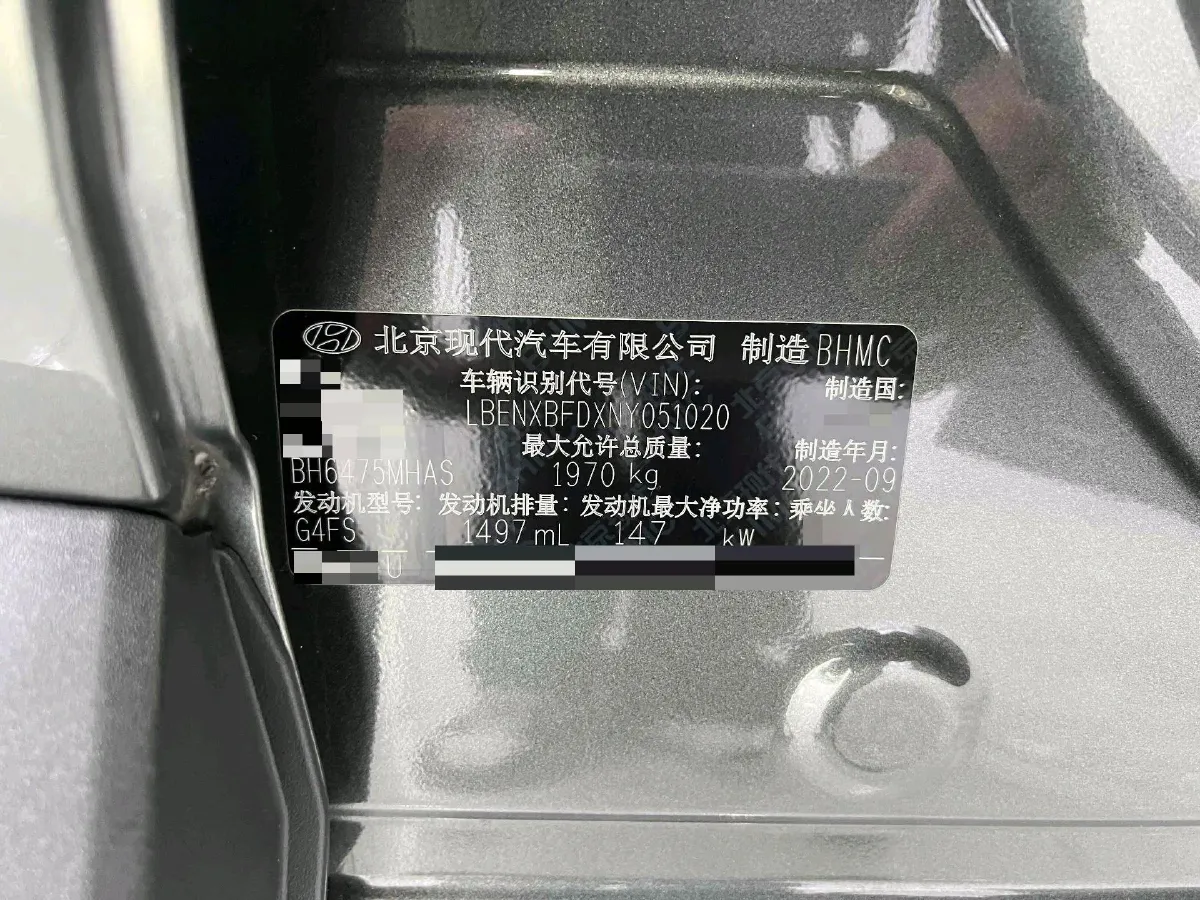 北京现代汽车有限公司 制造 BHMC
车辆识别代号(VIN): 制造国:
LBENXBFDXNY051020
最大允许总质量: 制造年月:
BH6475MHAS 1970 kg 2022-09
发动机型号: 发动机排量: 发动机最大净功率: 乘坐人数:
G4FS 1497 mL 147 kW
U